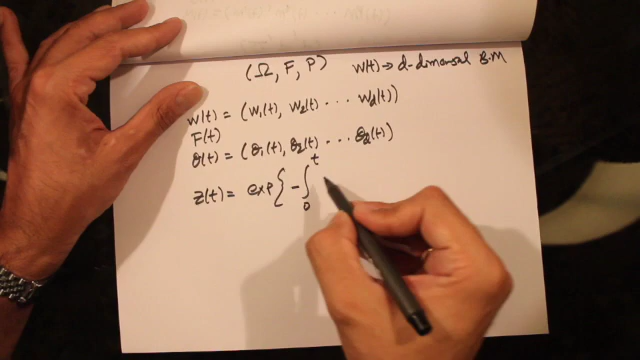 (Ω, F, P) W(t) → d-dimensional B.M
W(t) = (W₁(t), W₂(t) ... Wd(t))
F(t)
θ(t) = (θ₁(t), θ₂(t) ... θd(t))
Z(t) = exp { - ∫₀ᵗ